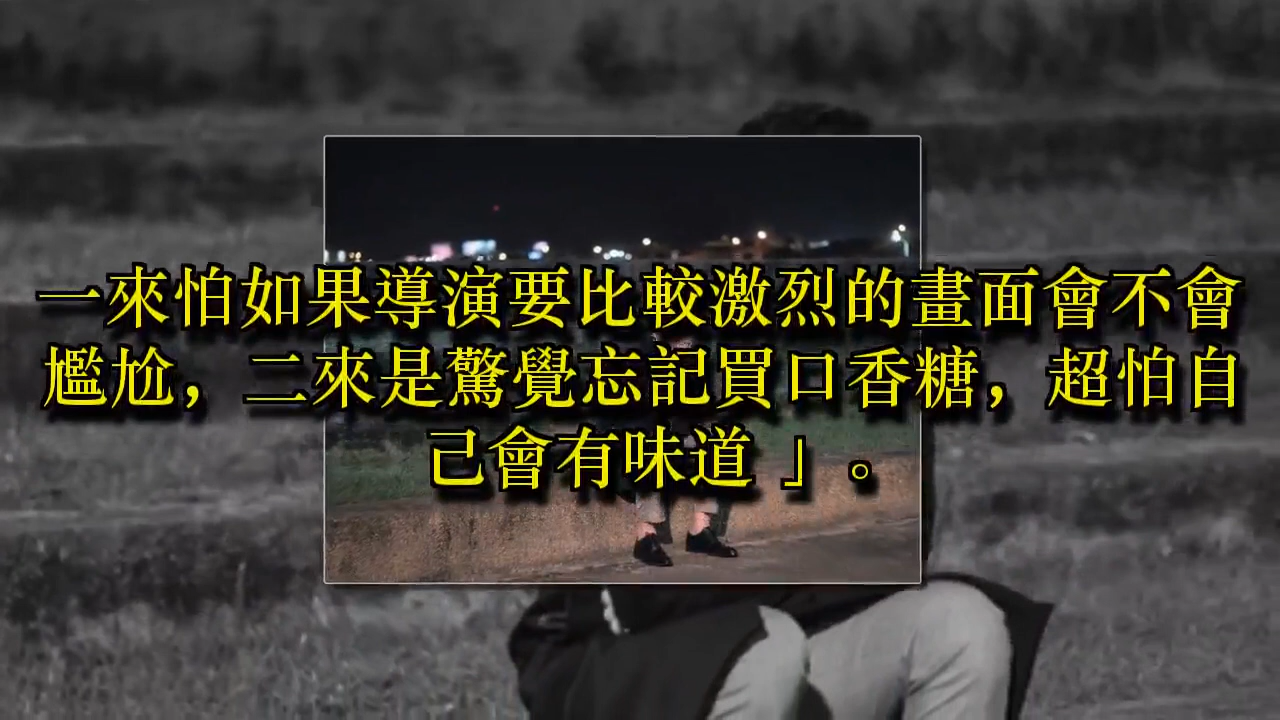 一來怕如果導演要比較激烈的畫面會不會
尷尬，二來是驚覺忘記買口香糖，超怕自
己會有味道 」。